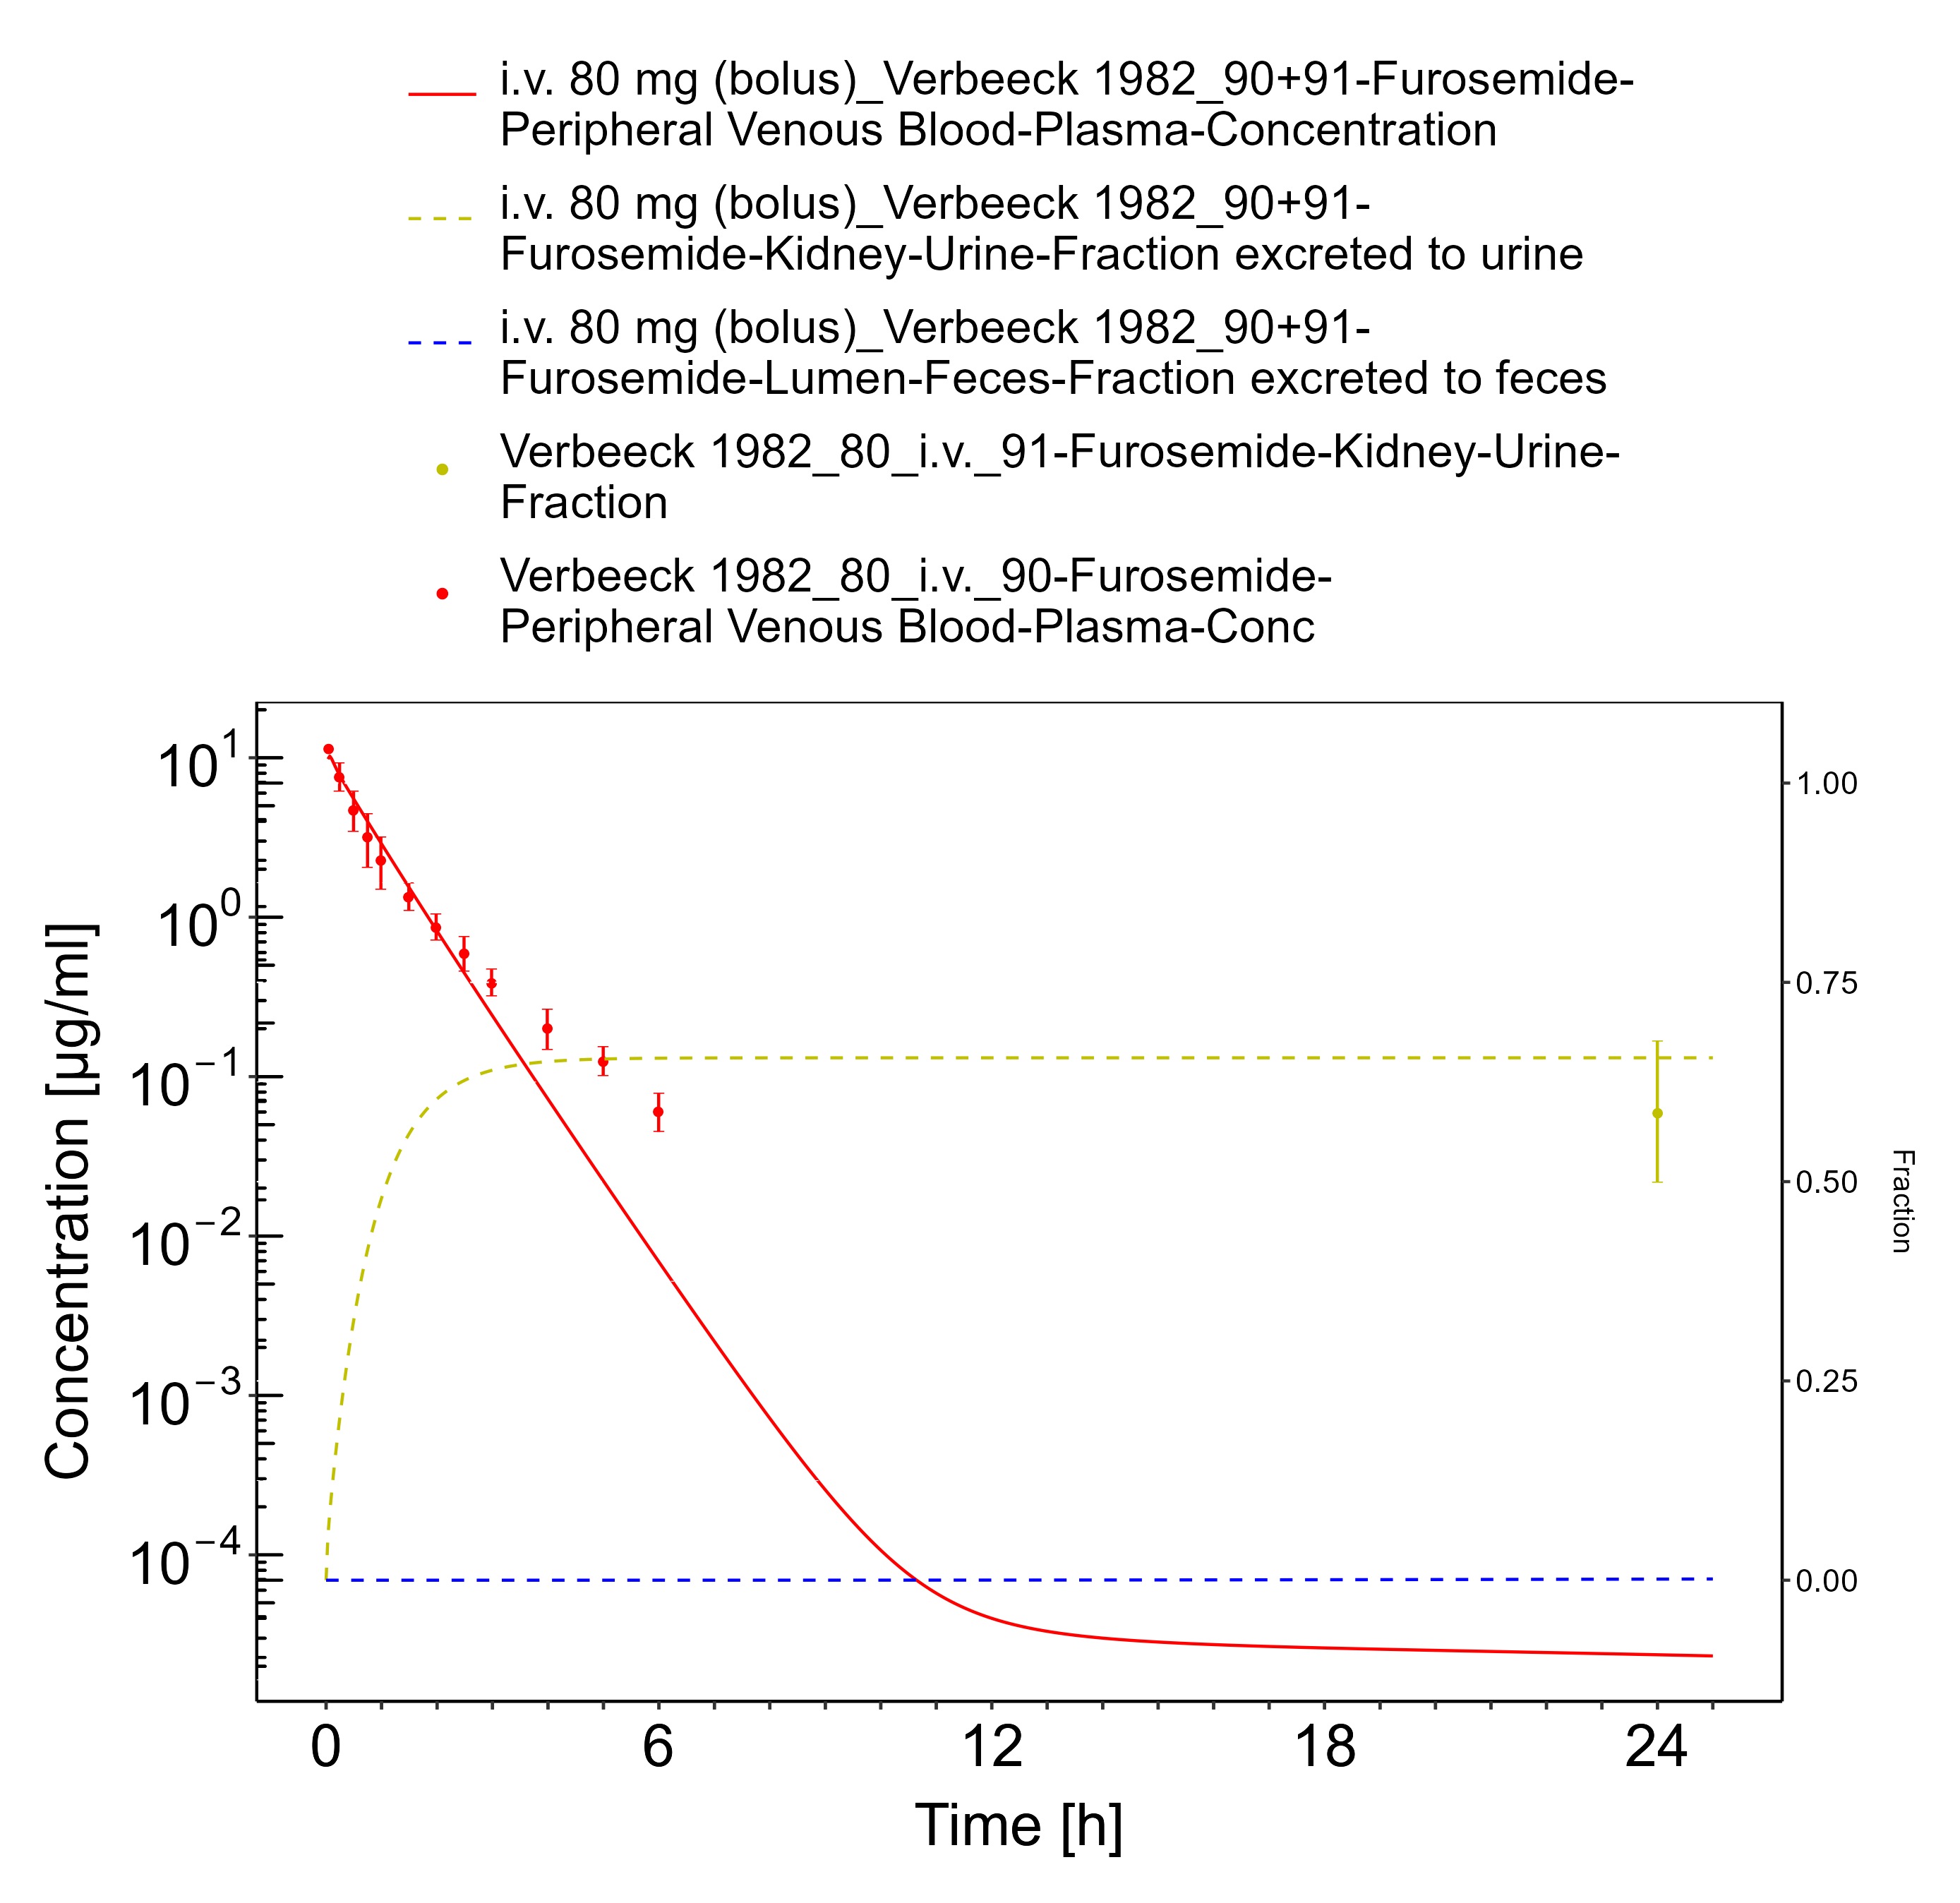 i.v. 80 mg (bolus)_Verbeeck 1982_90+91-Furosemide-
Peripheral Venous Blood-Plasma-Concentration
i.v. 80 mg (bolus)_Verbeeck 1982_90+91-
Furosemide-Kidney-Urine-Fraction excreted to urine
i.v. 80 mg (bolus)_Verbeeck 1982_90+91-
Furosemide-Lumen-Feces-Fraction excreted to feces
Verbeeck 1982_80_i.v._91-Furosemide-Kidney-Urine-
Fraction
Verbeeck 1982_80_i.v._90-Furosemide-
Peripheral Venous Blood-Plasma-Conc
Concentration [µg/ml]
10^1
10^0
10^−1
10^−2
10^−3
10^−4
1.00
0.75
0.50
0.25
0.00
Fraction
0 6 12 18 24
Time [h]